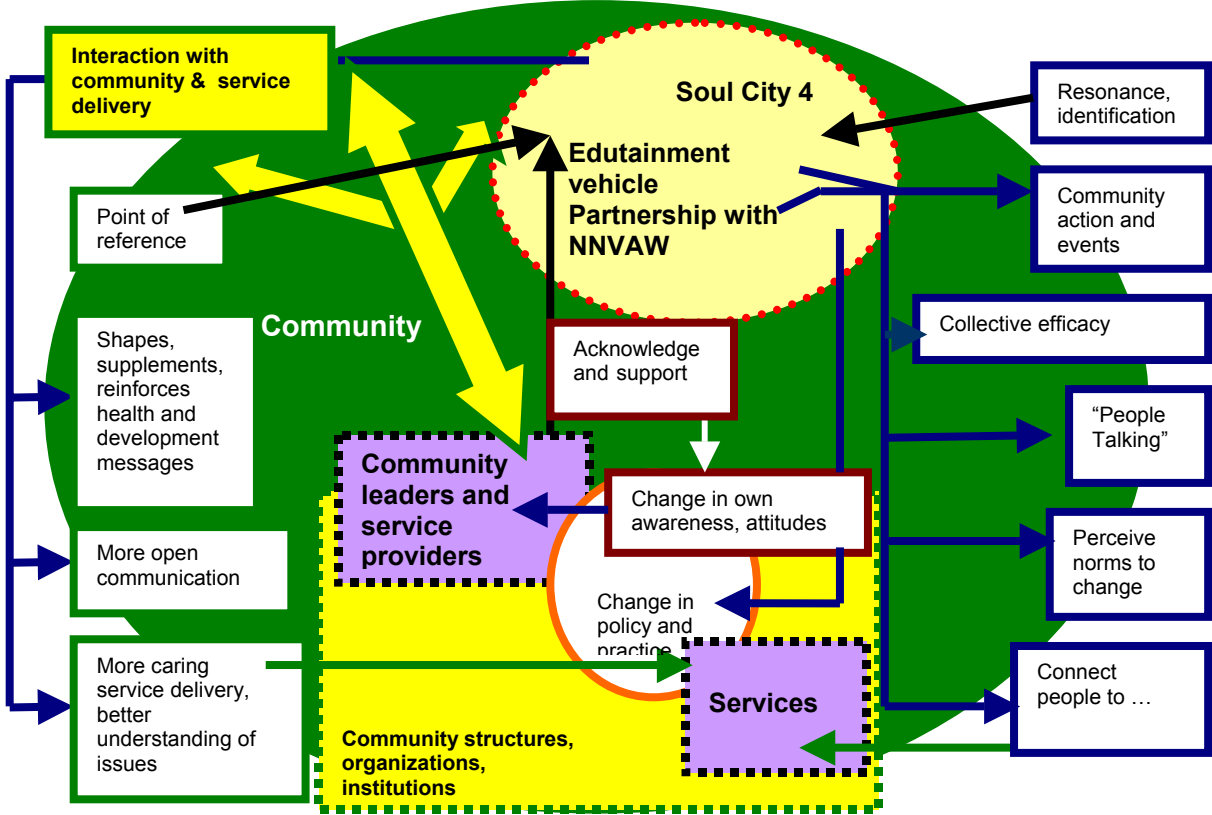 Interaction with
community & service
delivery
Soul City 4
Edutainment
vehicle
Partnership with
NNVAW
Resonance,
identification
Community
action and
events
Point of
reference
Community
Collective efficacy
Shapes,
supplements,
reinforces
health and
development
messages
Acknowledge
and support
“People
Talking”
Community
leaders and
service
providers
Change in own
awareness, attitudes
Perceive
norms to
change
More open
communication
Change in
policy and
practice
More caring
service delivery,
better
understanding of
issues
Services
Connect
people to …
Community structures,
organizations,
institutions